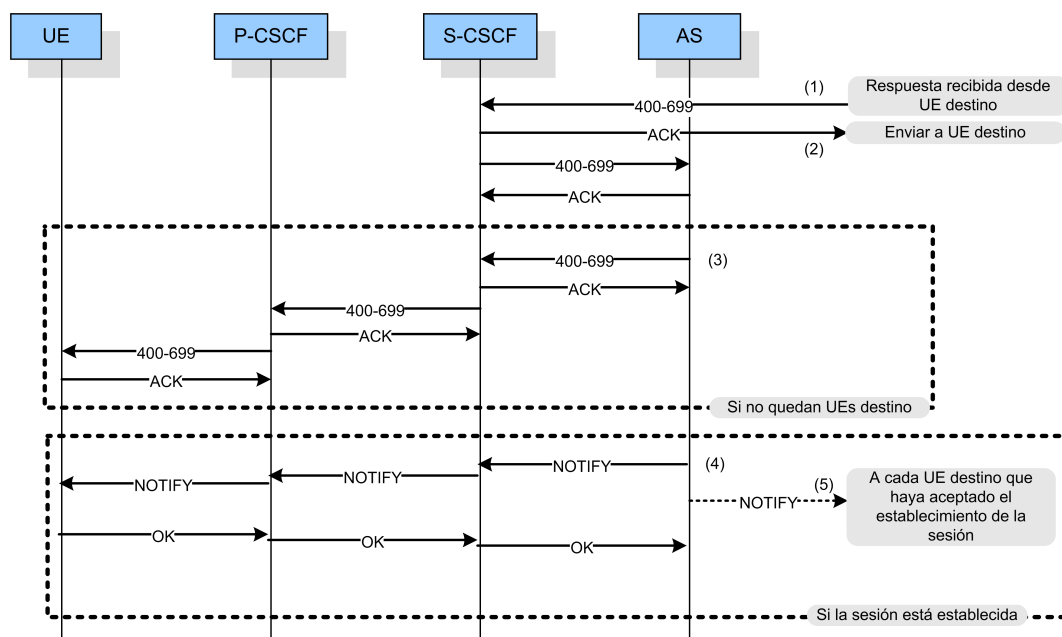 UE
P-CSCF
S-CSCF
AS
(1)
Respuesta recibida desde
UE destino
400-699
ACK
Enviar a UE destino
(2)
400-699
ACK
400-699
(3)
ACK
400-699
ACK
400-699
ACK
Si no quedan UEs destino
NOTIFY
(4)
NOTIFY
NOTIFY
A cada UE destino que
haya aceptado el
establecimiento de la
sesión
(5)
NOTIFY
OK
OK
OK
Si la sesión está establecida